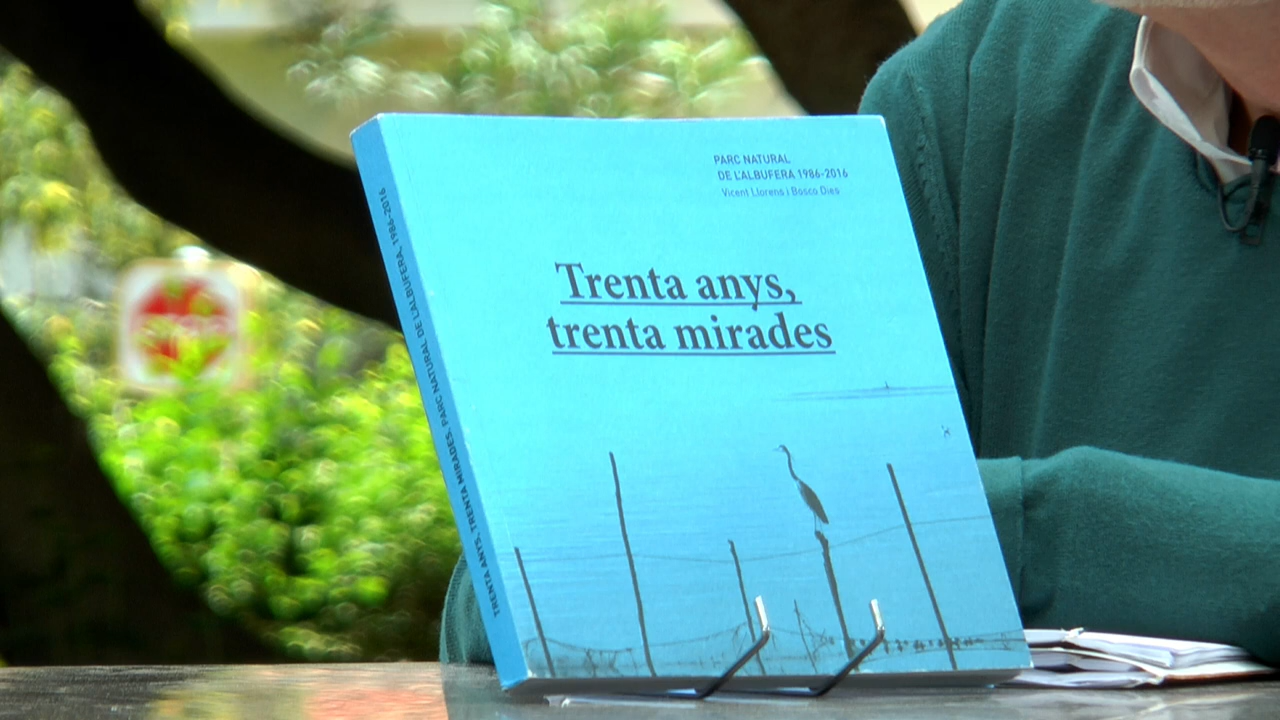 PARC NATURAL
DE L'ALBUFERA 1986-2016
Vicent Llorens i Bosco Dies
Trenta anys,
trenta mirades
TRENTA ANYS, TRENTA MIRADES. PARC NATURAL DE L'ALBUFERA, 1986-2016
STOP